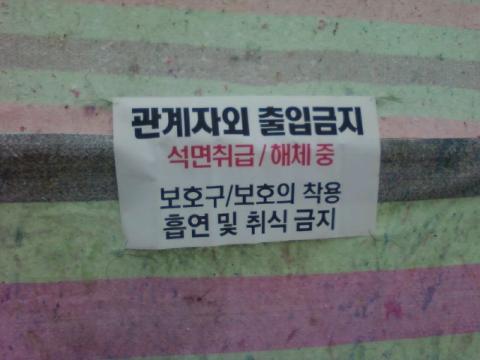 관계자외 출입금지
석면취급/해체 중
보호구/보호의 착용
흡연 및 취식 금지